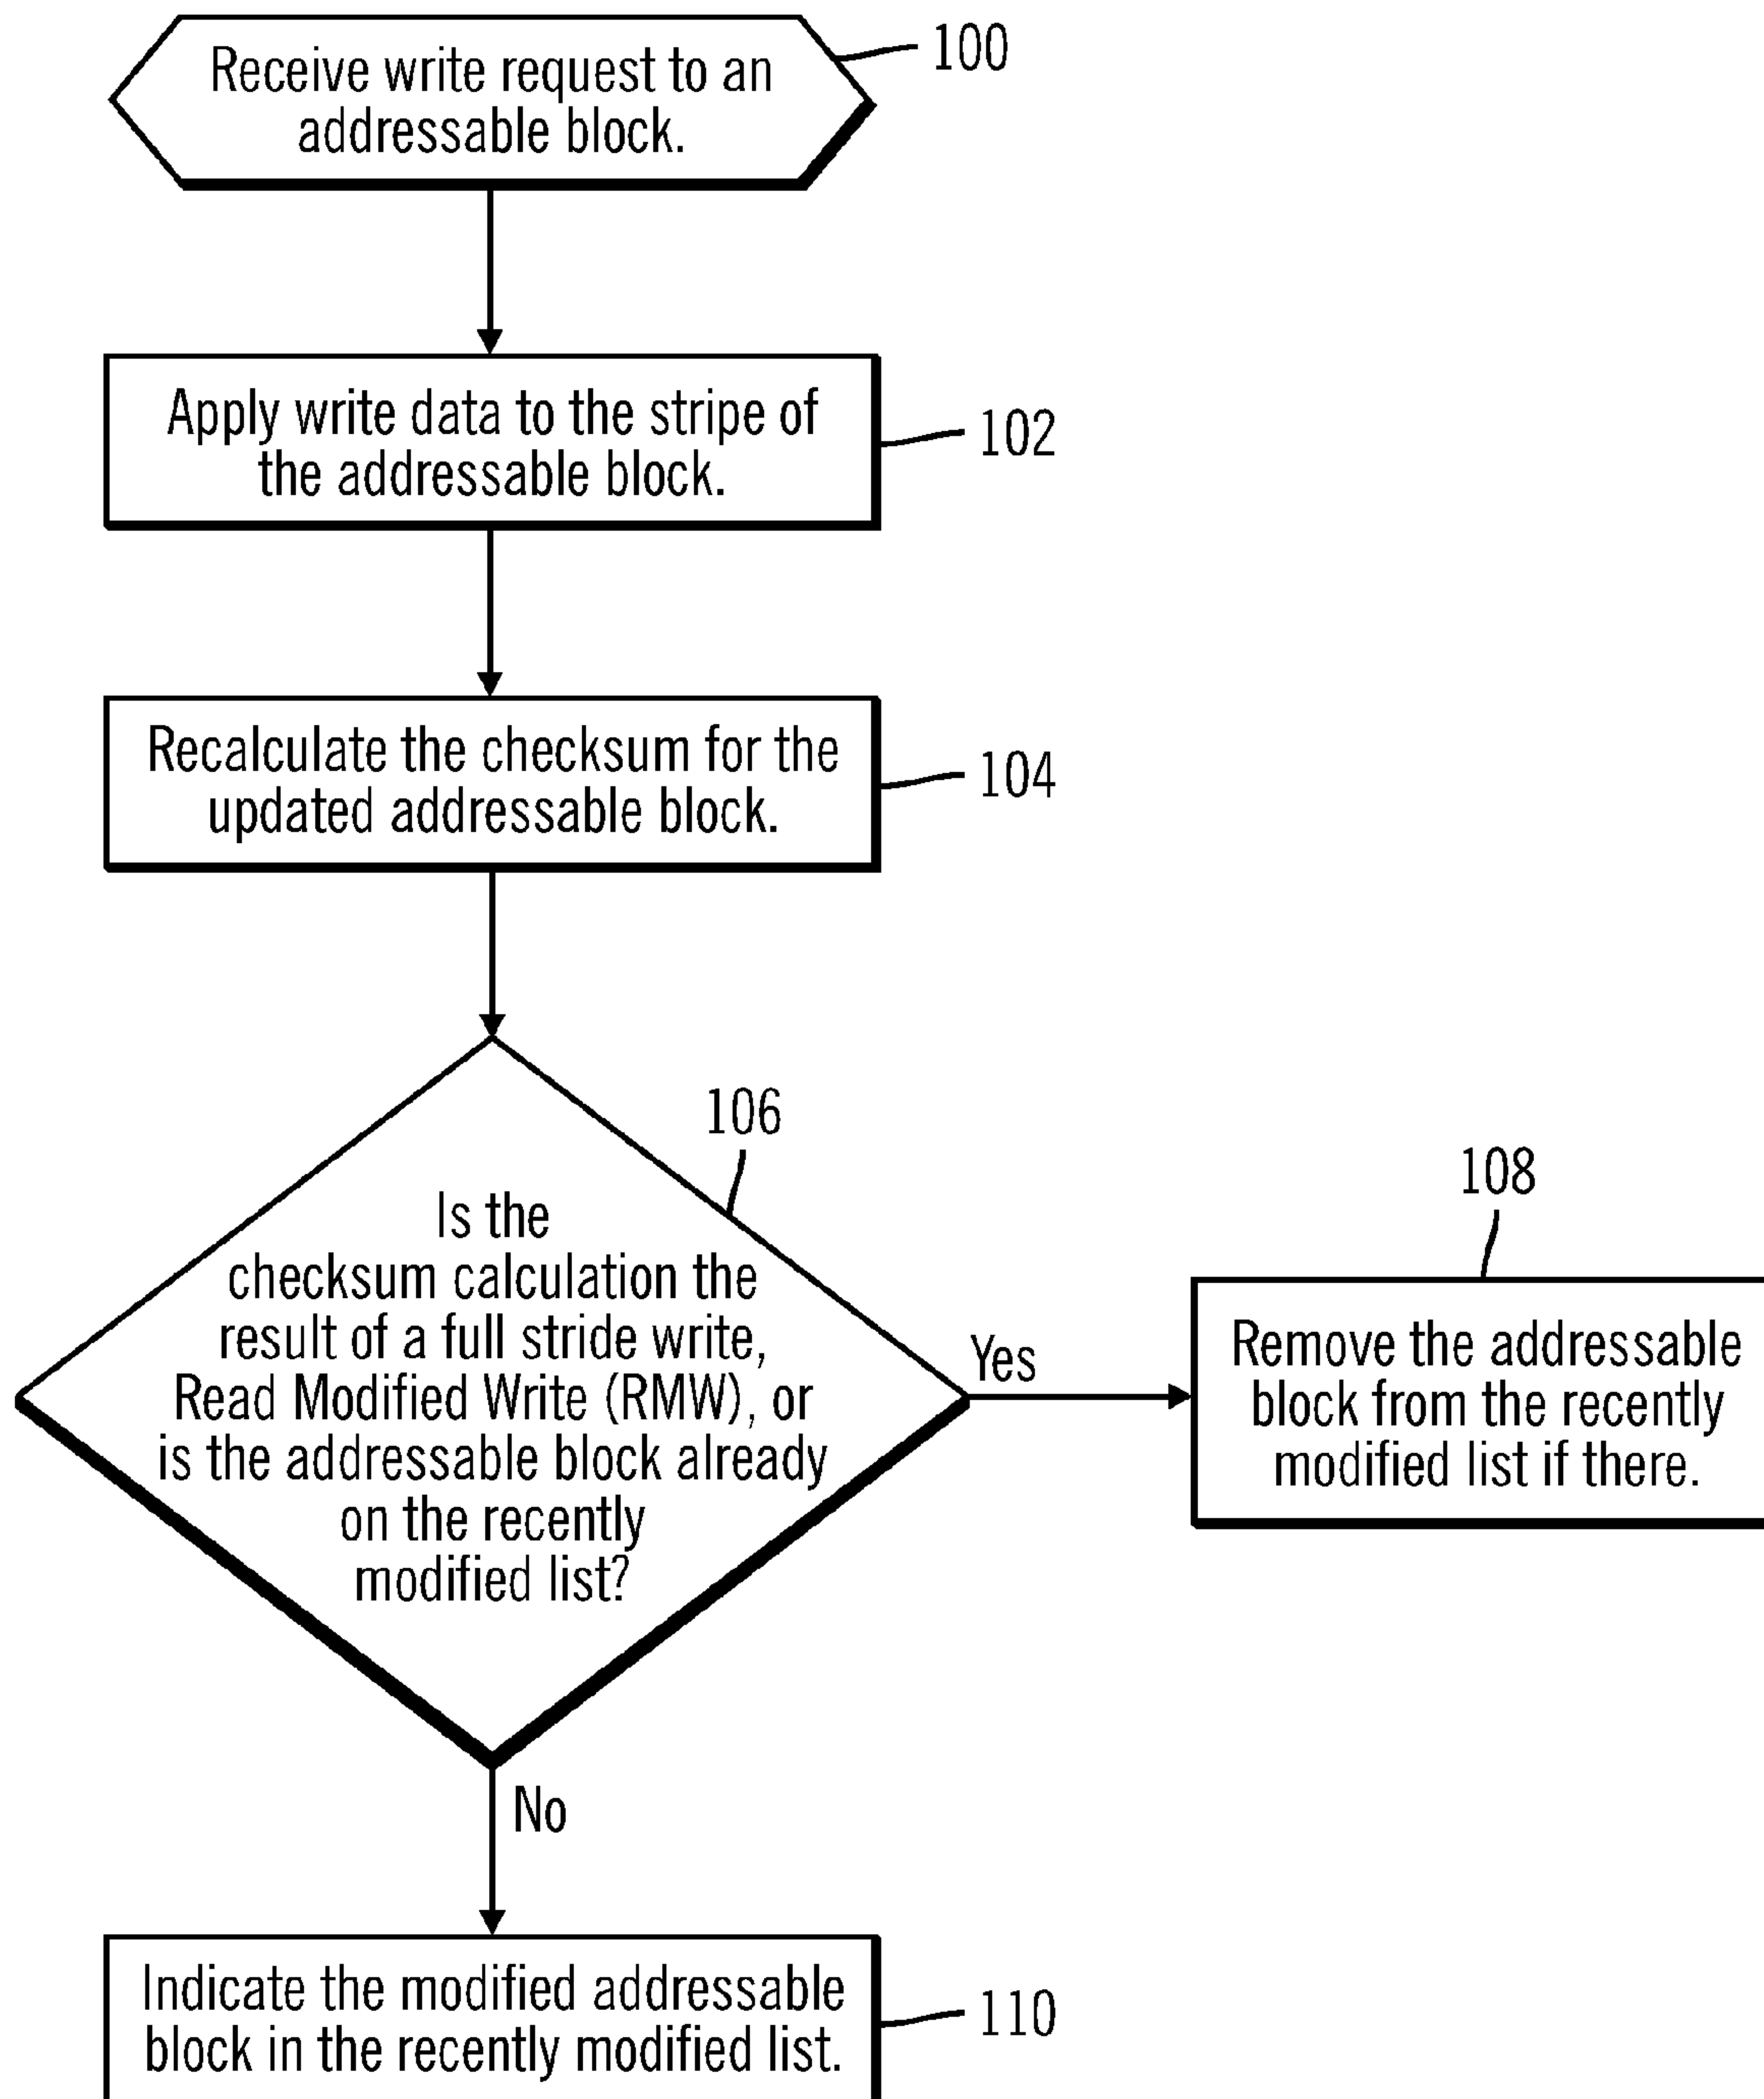 Receive write request to an
addressable block.
100
Apply write data to the stripe of
the addressable block.
102
Recalculate the checksum for the
updated addressable block.
104
106
Is the
checksum calculation the
result of a full stride write,
Read Modified Write (RMW), or
is the addressable block already
on the recently
modified list?
Yes
108
Remove the addressable
block from the recently
modified list if there.
No
Indicate the modified addressable
block in the recently modified list.
110